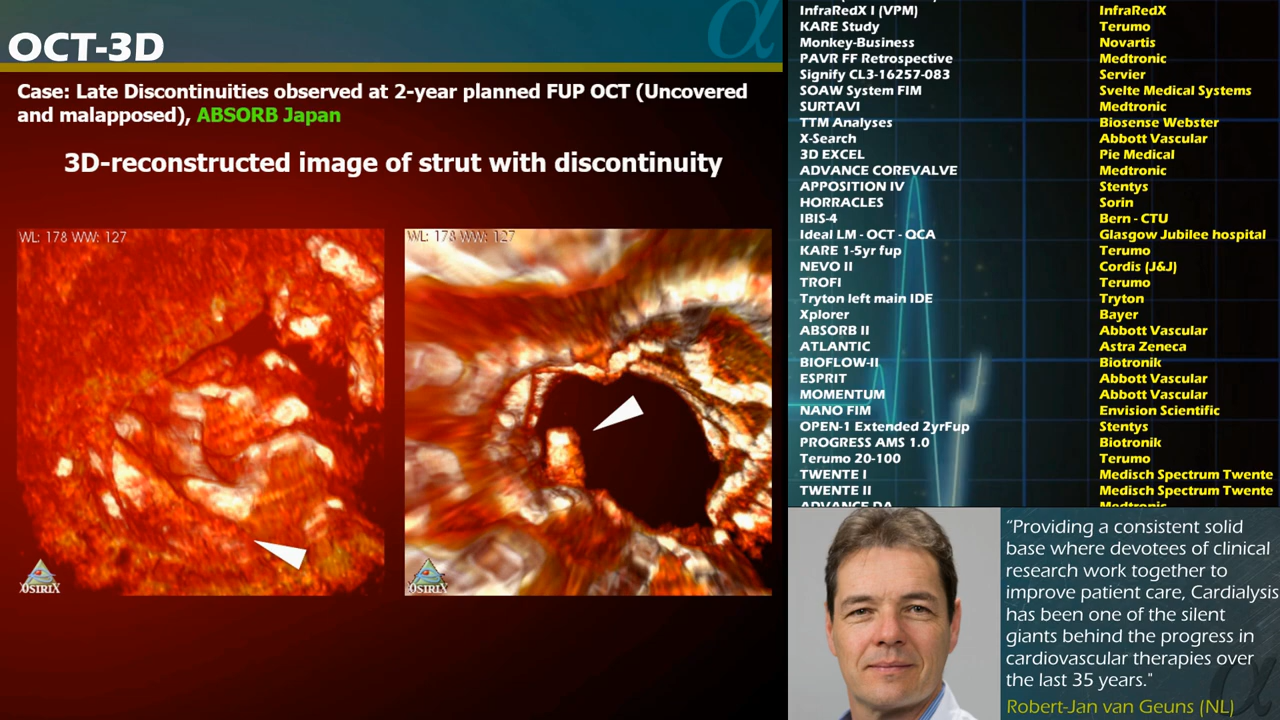 OCT-3D
α
Case: Late Discontinuities observed at 2-year planned FUP OCT (Uncovered
and malapposed), ABSORB Japan
3D-reconstructed image of strut with discontinuity
WL: 178 WW: 127
OSIRIX
WL: 178 WW: 127
OSIRIX
InfraRedX I (VPM) InfraRedX
KARE Study Terumo
Monkey-Business Novartis
PAVR FF Retrospective Medtronic
Signify CL3-16257-083 Servier
SOAW System FIM Svelte Medical Systems
SURTAVI Medtronic
TTM Analyses Biosense Webster
X-Search Abbott Vascular
3D EXCEL Pie Medical
ADVANCE COREVALVE Medtronic
APPOSITION IV Stentys
HORRACLES Sorin
IBIS-4 Bern - CTU
Ideal LM - OCT - QCA Glasgow Jubilee hospital
KARE 1-5yr fup Terumo
NEVO II Cordis (J&J)
TROFI Terumo
Tryton left main IDE Tryton
Xplorer Bayer
ABSORB II Abbott Vascular
ATLANTIC Astra Zeneca
BIOFLOW-II Biotronik
ESPRIT Abbott Vascular
MOMENTUM Abbott Vascular
NANO FIM Envision Scientific
OPEN-1 Extended 2yrFup Stentys
PROGRESS AMS 1.0 Biotronik
Terumo 20-100 Terumo
TWENTE I Medisch Spectrum Twente
TWENTE II Medisch Spectrum Twente
ADVANCE DA Medtronic
“Providing a consistent solid
base where devotees of clinical
research work together to
improve patient care, Cardialysis
has been one of the silent
giants behind the progress in
cardiovascular therapies over
the last 35 years."
Robert-Jan van Geuns (NL)